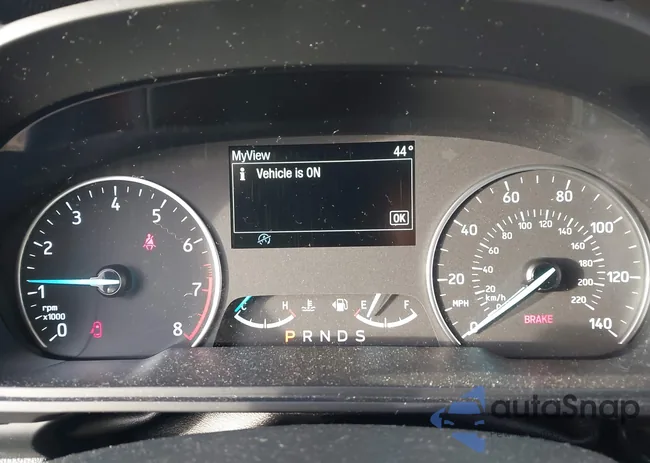 MyView 44°
i Vehicle is ON
OK
0 1 2 3 4 5 6 7 8
rpm
x1000
0 20 40 60 80 100 120 140
MPH
20 40 60 80 100 120 140 160 180 200 220
km/h
BRAKE
C H E F
P R N D S
autoSnap